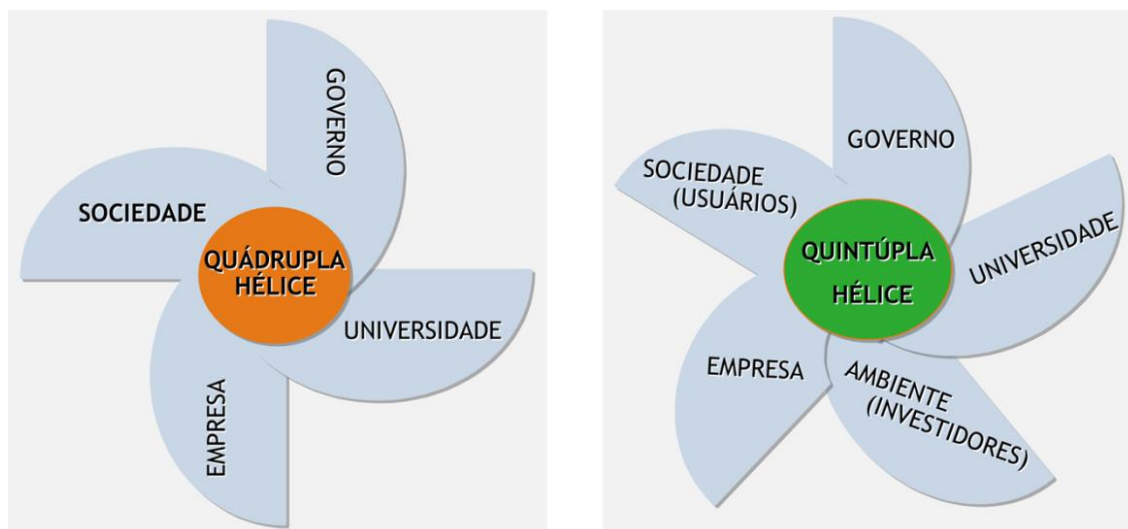 GOVERNO
SOCIEDADE
QUÁDRUPLA
HÉLICE
UNIVERSIDADE
EMPRESA
GOVERNO
SOCIEDADE
(USUÁRIOS)
UNIVERSIDADE
QUINTÚPLA
HÉLICE
EMPRESA
AMBIENTE
(INVESTIDORES)